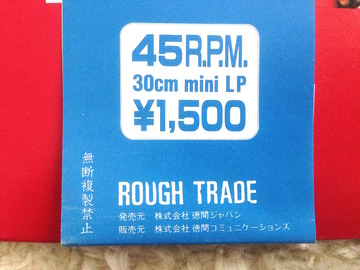 45R.P.M.
30cm mini LP
¥1,500
無断複製禁止
ROUGH TRADE
発売元 株式会社 徳間ジャパン
販売元 株式会社 徳間コミュニケーションズ